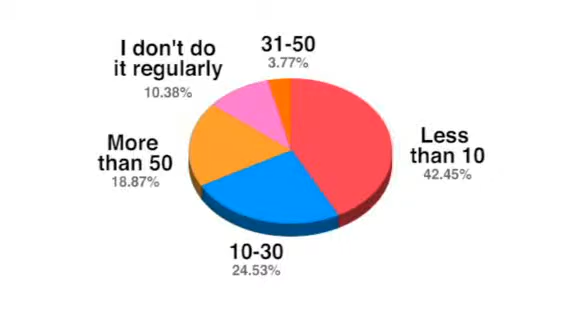 I don't do
it regularly
10.38%
31-50
3.77%
More
than 50
18.87%
Less
than 10
42.45%
10-30
24.53%